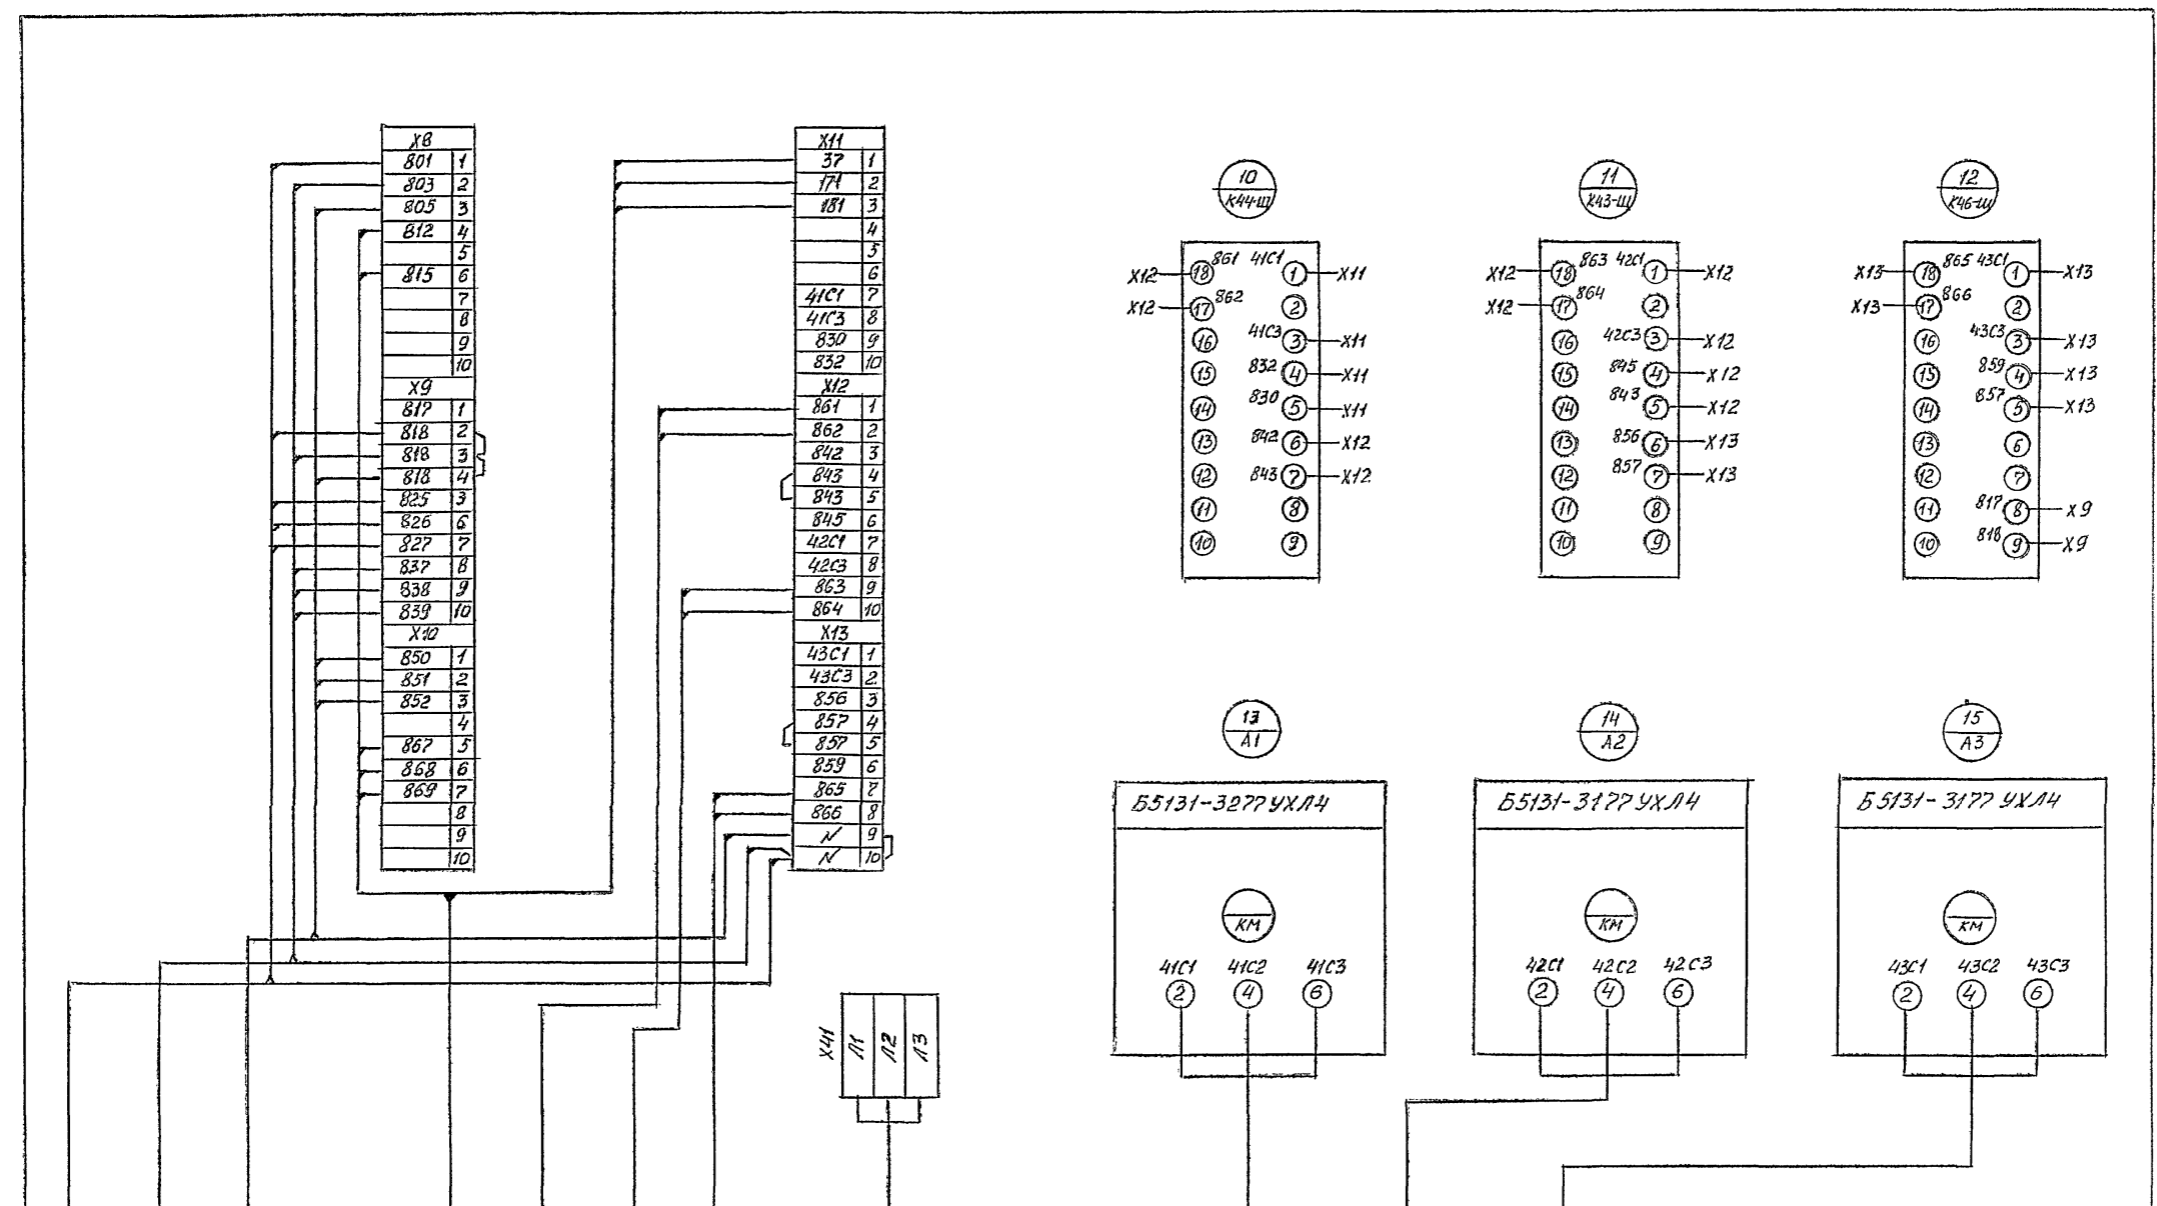 X8
801 1
803 2
805 3
812 4
5
815 6
7
8
9
10
X9
817 1
818 2
818 3
818 4
825 3
826 6
827 7
837 8
838 9
839 10
X10
850 1
851 2
852 3
4
867 5
868 6
869 7
8
9
10
X11
37 1
171 2
181 3
4
5
6
41C1 7
41C3 8
830 9
832 10
X12
861 1
862 2
842 3
843 4
843 5
845 6
42C1 7
42C3 8
863 9
864 10
X13
43C1 1
43C3 2
856 3
857 4
857 5
859 6
865 7
866 8
N 9
N 10
X41
Л1
Л2
Л3
10
К44-Щ
X12 18 861 41C1 1 X11
X12 17 862 2
16 41C3 3 X11
15 832 4 X11
14 830 5 X11
13 842 6 X12
12 843 7 X12
11 8
10 9
11
К43-Щ
X12 18 863 42C1 1 X12
X12 17 864 2
16 42C3 3 X12
15 845 4 X12
14 843 5 X12
13 856 6 X13
12 857 7 X13
11 8
10 9
12
К46-Щ
X13 18 865 43C1 1 X13
X13 17 866 2
16 43C3 3 X13
15 859 4 X13
14 857 5 X13
13 6
12 7
11 817 8 X9
10 818 9 X9
13
А1
Б5131-3277 УХЛ4
КМ
41C1 41C2 41C3
2 4 6
14
А2
Б5131-3177 УХЛ4
КМ
42C1 42C2 42C3
2 4 6
15
А3
Б5131-3177 УХЛ4
КМ
43C1 43C2 43C3
2 4 6